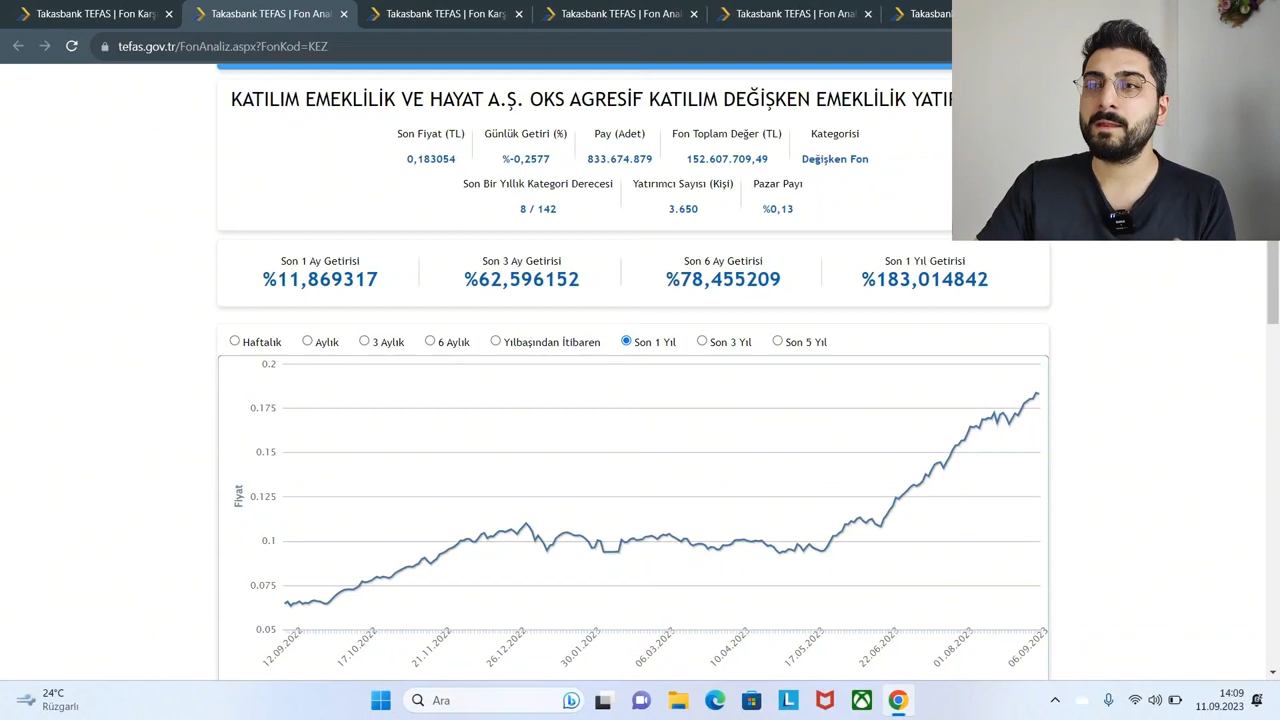 Takasbank TEFAS | Fon Karş
Takasbank TEFAS | Fon Anal
Takasbank TEFAS | Fon Karş
Takasbank TEFAS | Fon Anal
Takasbank TEFAS | Fon Anal
Takasban
tefas.gov.tr/FonAnaliz.aspx?FonKod=KEZ
KATILIM EMEKLİLİK VE HAYAT A.Ş. OKS AGRESİF KATILIM DEĞİŞKEN EMEKLİLİK YATIR
Son Fiyat (TL) Günlük Getiri (%) Pay (Adet) Fon Toplam Değer (TL) Kategorisi
0,183054 %-0,2577 833.674.879 152.607.709,49 Değişken Fon
Son Bir Yıllık Kategori Derecesi Yatırımcı Sayısı (Kişi) Pazar Payı
8 / 142 3.650 %0,13
Son 1 Ay Getirisi Son 3 Ay Getirisi Son 6 Ay Getirisi Son 1 Yıl Getirisi
%11,869317 %62,596152 %78,455209 %183,014842
Haftalık Aylık 3 Aylık 6 Aylık Yılbaşından İtibaren Son 1 Yıl Son 3 Yıl Son 5 Yıl
0.2
0.175
0.15
0.125
0.1
0.075
0.05
Fiyat
12.09.2022 17.10.2022 21.11.2022 26.12.2022 30.01.2023 06.03.2023 10.04.2023 17.05.2023 22.06.2023 01.08.2023 06.09.2023
24°C
Rüzgarlı
Ara
14:09
11.09.2023